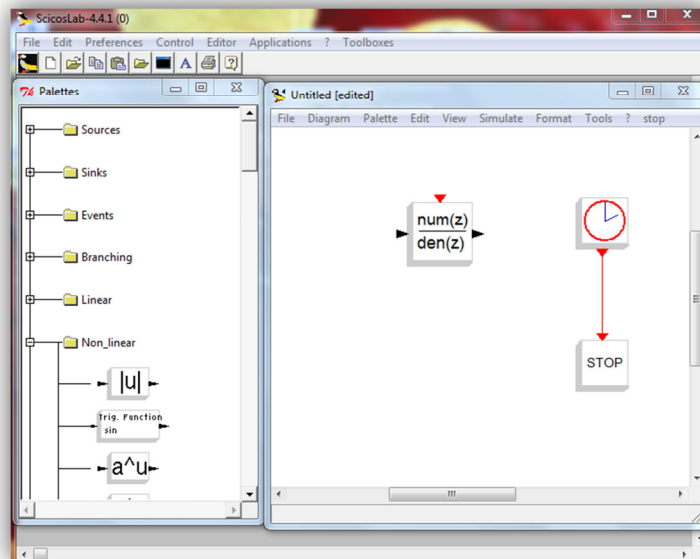 ScicosLab-4.4.1 (0)
File Edit Preferences Control Editor Applications ? Toolboxes
Palettes
Sources
Sinks
Events
Branching
Linear
Non_linear
|u|
Trig. Function
sin
a^u
Untitled [edited]
File Diagram Palette Edit View Simulate Format Tools ? stop
num(z)
den(z)
STOP